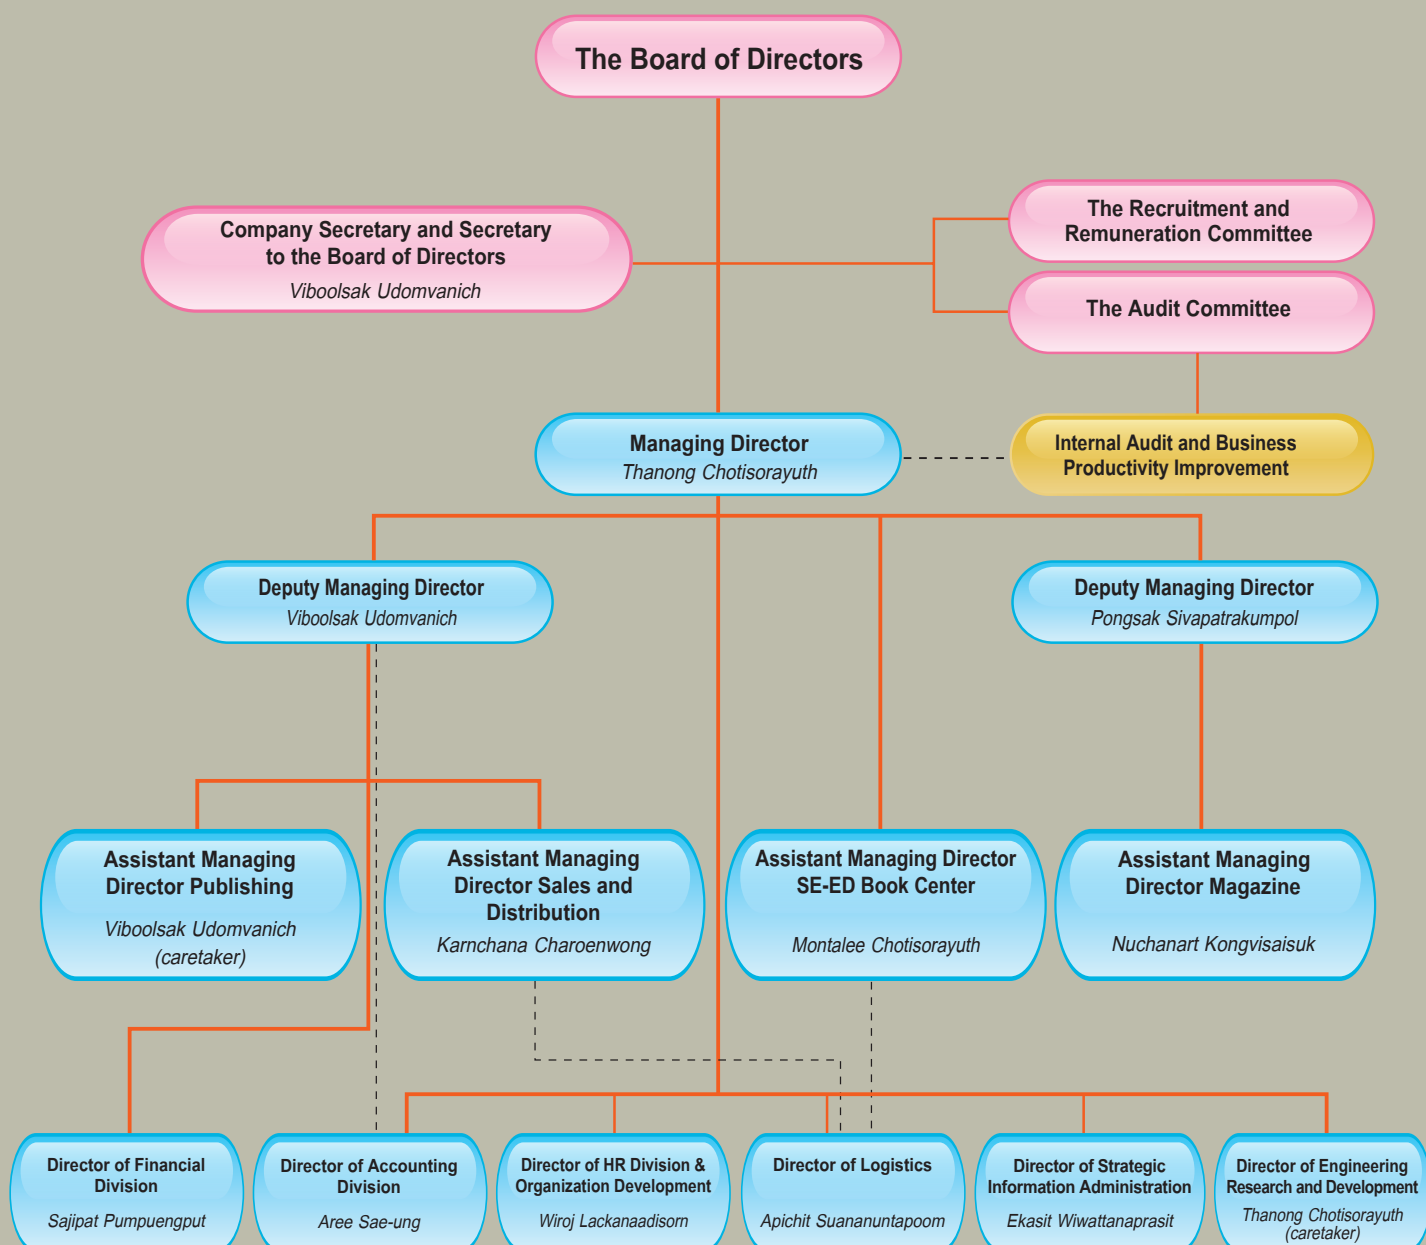 The Board of Directors
Company Secretary and Secretary
to the Board of Directors
Viboolsak Udomvanich
The Recruitment and
Remuneration Committee
The Audit Committee
Managing Director
Thanong Chotisorayuth
Internal Audit and Business
Productivity Improvement
Deputy Managing Director
Viboolsak Udomvanich
Deputy Managing Director
Pongsak Sivapatrakumpol
Assistant Managing
Director Publishing
Viboolsak Udomvanich
(caretaker)
Assistant Managing
Director Sales and
Distribution
Karnchana Charoenwong
Assistant Managing Director
SE-ED Book Center
Montalee Chotisorayuth
Assistant Managing
Director Magazine
Nuchanart Kongvisaisuk
Director of Financial
Division
Sajipat Pumpuengput
Director of Accounting
Division
Aree Sae-ung
Director of HR Division &
Organization Development
Wiroj Lackanaadisorn
Director of Logistics
Apichit Suananuntapoom
Director of Strategic
Information Administration
Ekasit Wiwattanaprasit
Director of Engineering
Research and Development
Thanong Chotisorayuth
(caretaker)